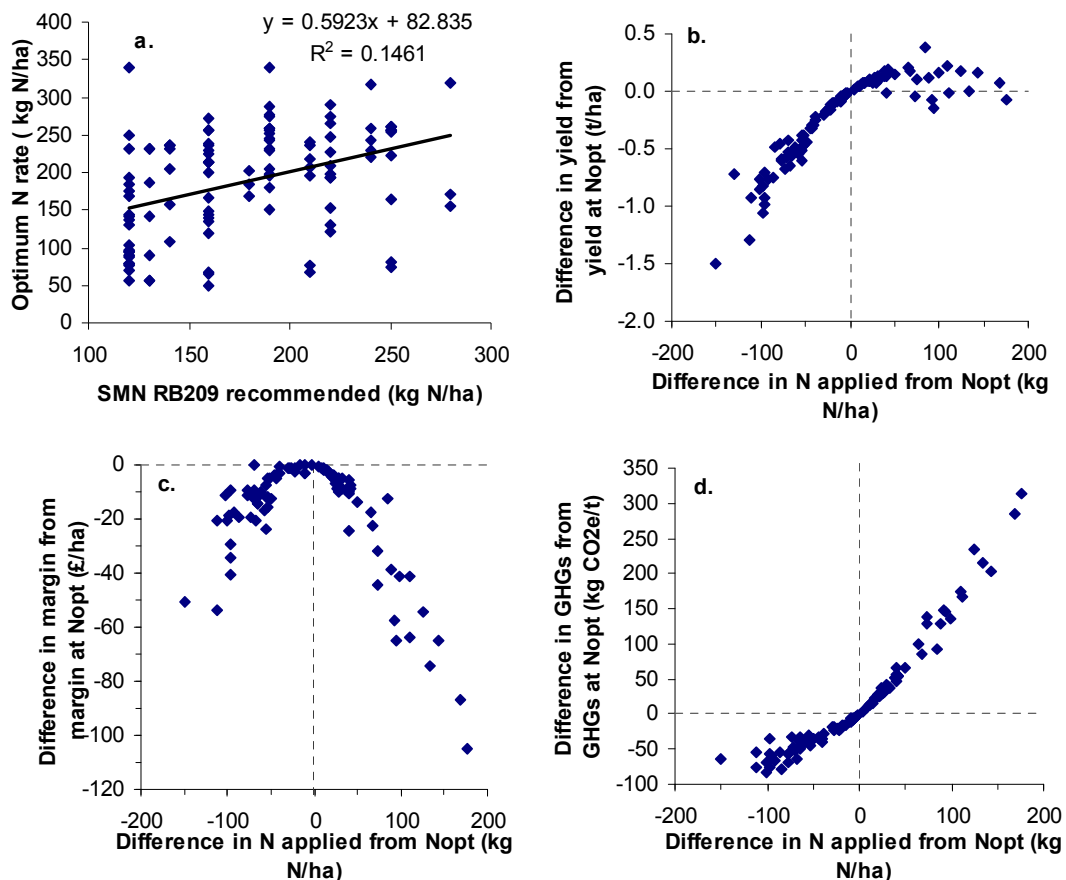 a.
y = 0.5923x + 82.835
R² = 0.1461
Optimum N rate ( kg N/ha)
400
350
300
250
200
150
100
50
0
100 150 200 250 300
SMN RB209 recommended (kg N/ha)
b.
Difference in yield from
yield at Nopt (t/ha)
0.5
0.0
-0.5
-1.0
-1.5
-2.0
-200 -100 0 100 200
Difference in N applied from Nopt (kg
N/ha)
c.
Difference in margin from
margin at Nopt (£/ha)
0
-20
-40
-60
-80
-100
-120
-200 -100 0 100 200
Difference in N applied from Nopt (kg
N/ha)
d.
Difference in GHGs from
GHGs at Nopt (kg CO2e/t)
350
300
250
200
150
100
50
0
-50
-100
-200 -100 0 100 200
Difference in N applied from Nopt (kg
N/ha)